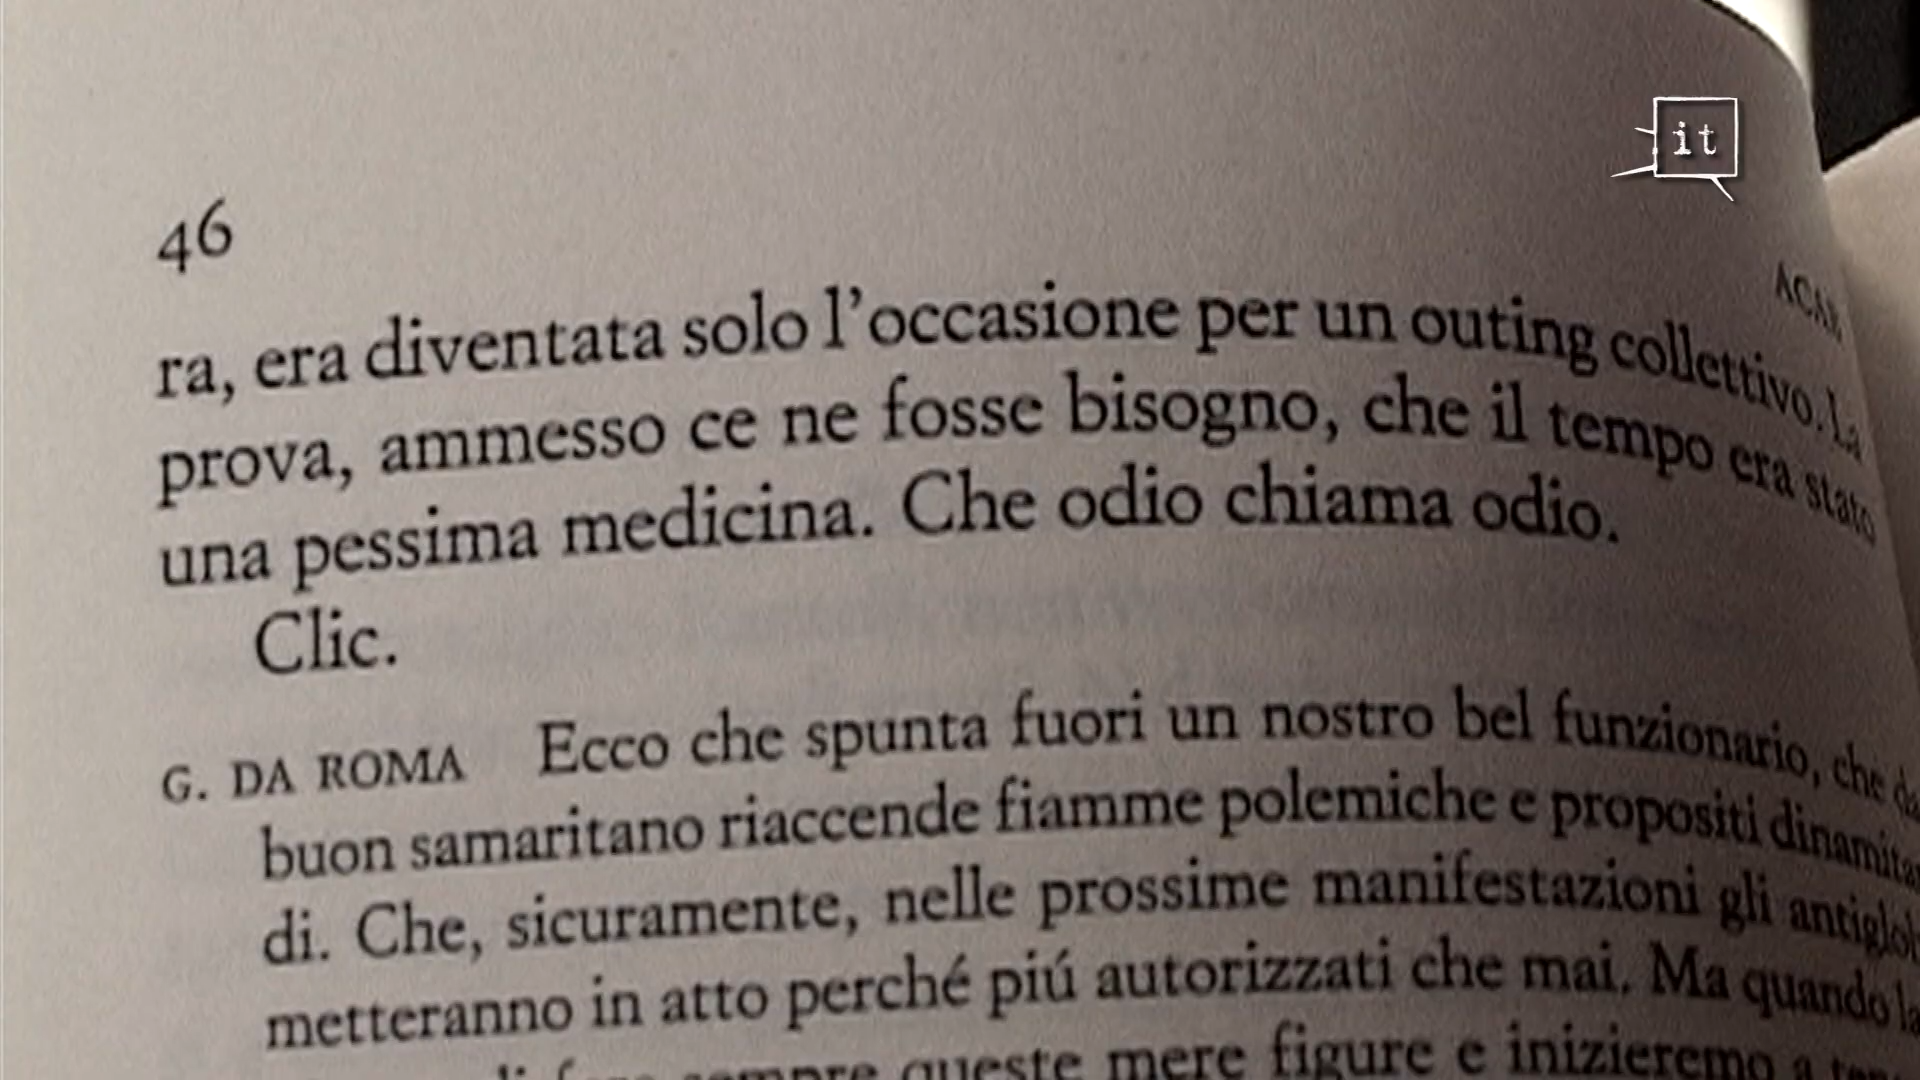 it
46
ra, era diventata solo l'occasione per un outing collettivo. La
prova, ammesso ce ne fosse bisogno, che il tempo era stato
una pessima medicina. Che odio chiama odio.
Clic.
G. DA ROMA Ecco che spunta fuori un nostro bel funzionario, che
buon samaritano riaccende fiamme polemiche e propositi
di. Che, sicuramente, nelle prossime manifestazioni gli
metteranno in atto perché piú autorizzati che mai. Ma quando
sempre queste mere figure e inizieremo a